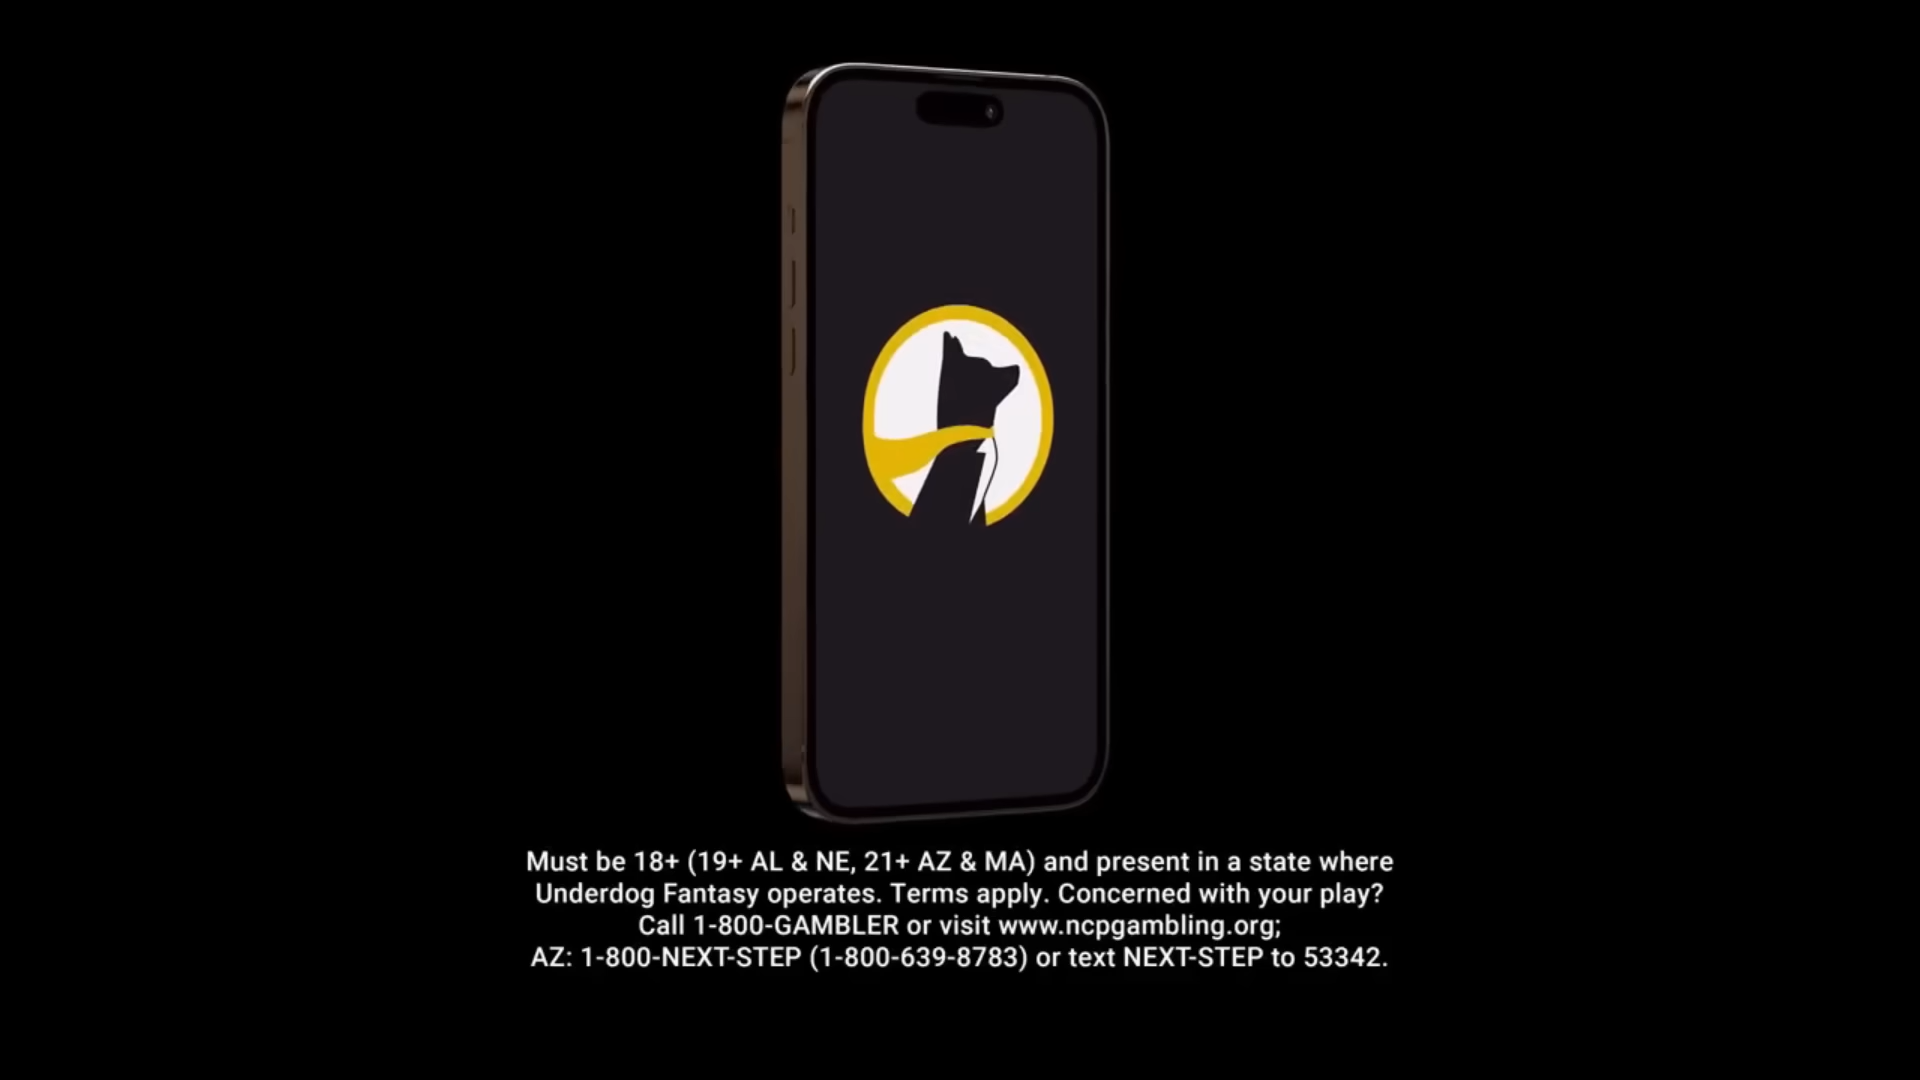 Must be 18+ (19+ AL & NE, 21+ AZ & MA) and present in a state where
Underdog Fantasy operates. Terms apply. Concerned with your play?
Call 1-800-GAMBLER or visit www.ncpgambling.org;
AZ: 1-800-NEXT-STEP (1-800-639-8783) or text NEXT-STEP to 53342.